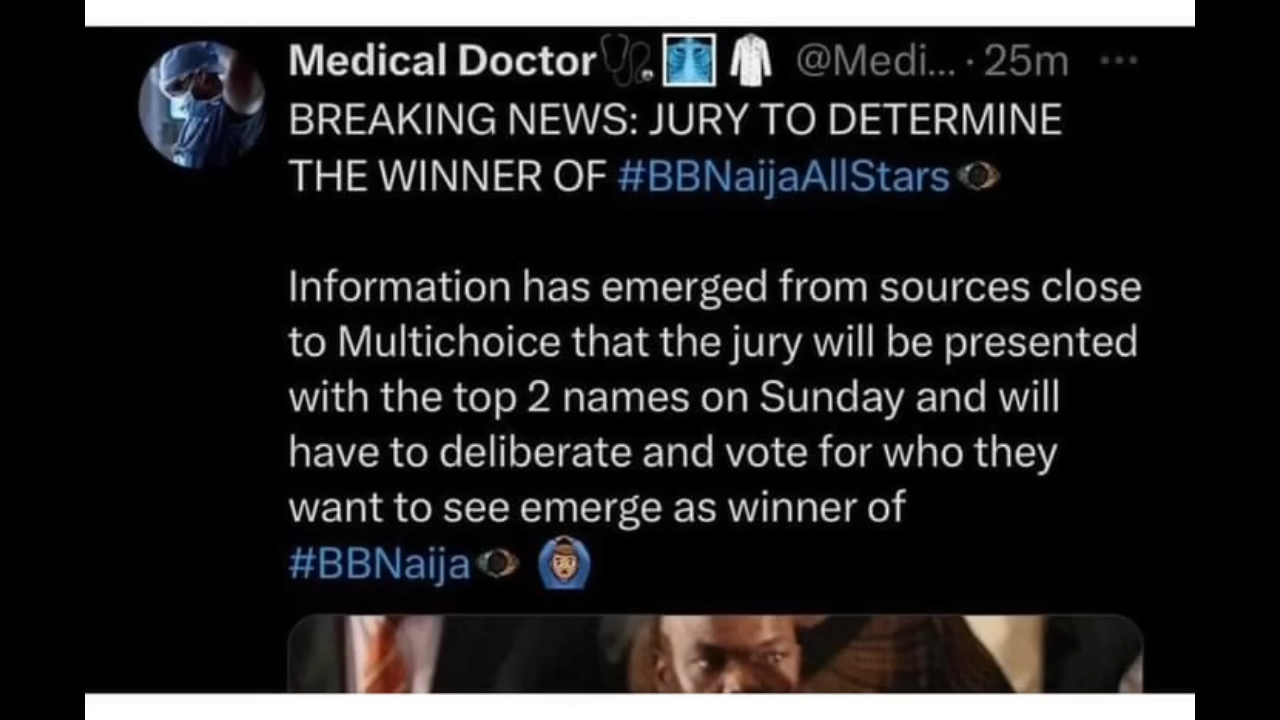 Medical Doctor @Medi... · 25m
BREAKING NEWS: JURY TO DETERMINE
THE WINNER OF #BBNaijaAllStars
Information has emerged from sources close
to Multichoice that the jury will be presented
with the top 2 names on Sunday and will
have to deliberate and vote for who they
want to see emerge as winner of
#BBNaija